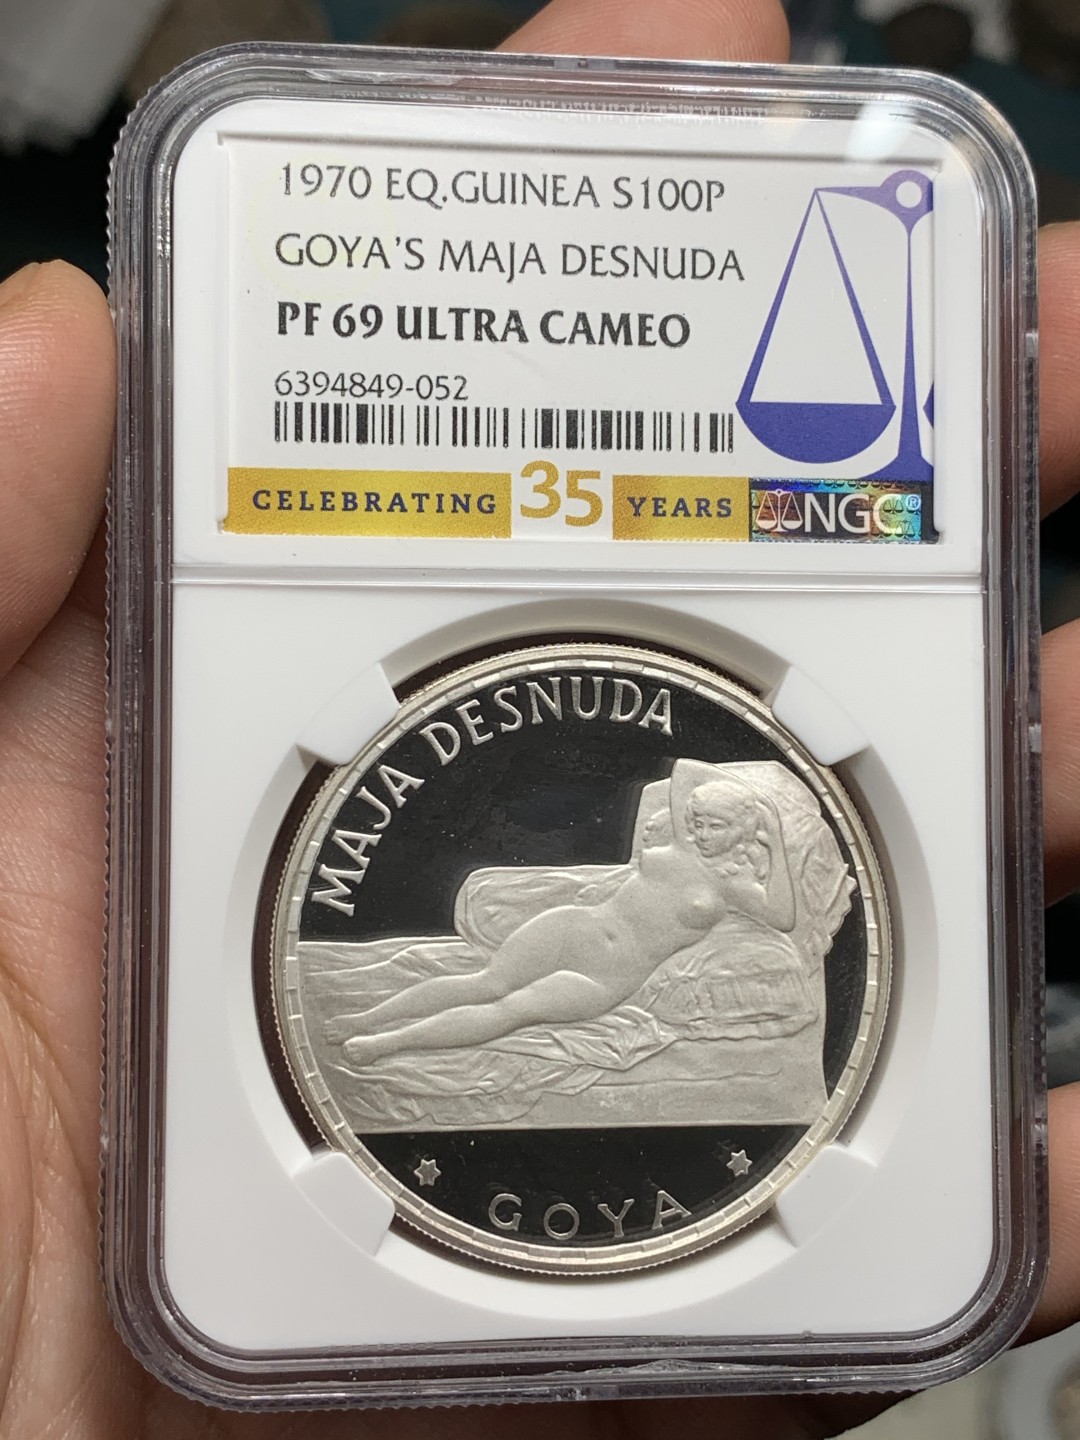 1970 EQ.GUINEA S100P
GOYA'S MAJA DESNUDA
PF 69 ULTRA CAMEO
6394849-052
CELEBRATING 35 YEARS NGC®
MAJA DESNUDA
GOYA